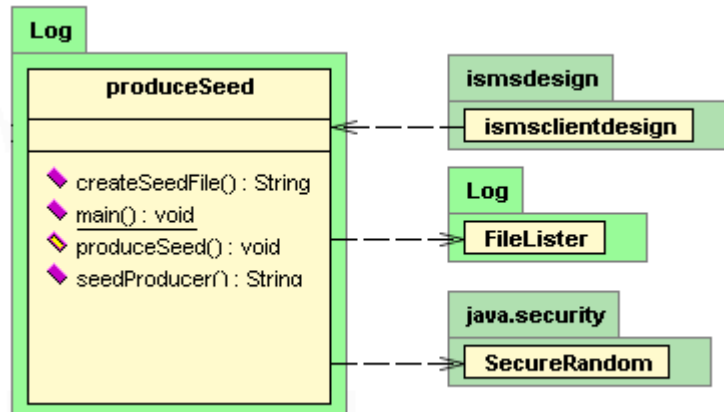 Log
produceSeed
createSeedFile() : String
main() : void
produceSeed() : void
seedProducer() : String
ismsdesign
ismsclientdesign
Log
FileLister
java.security
SecureRandom